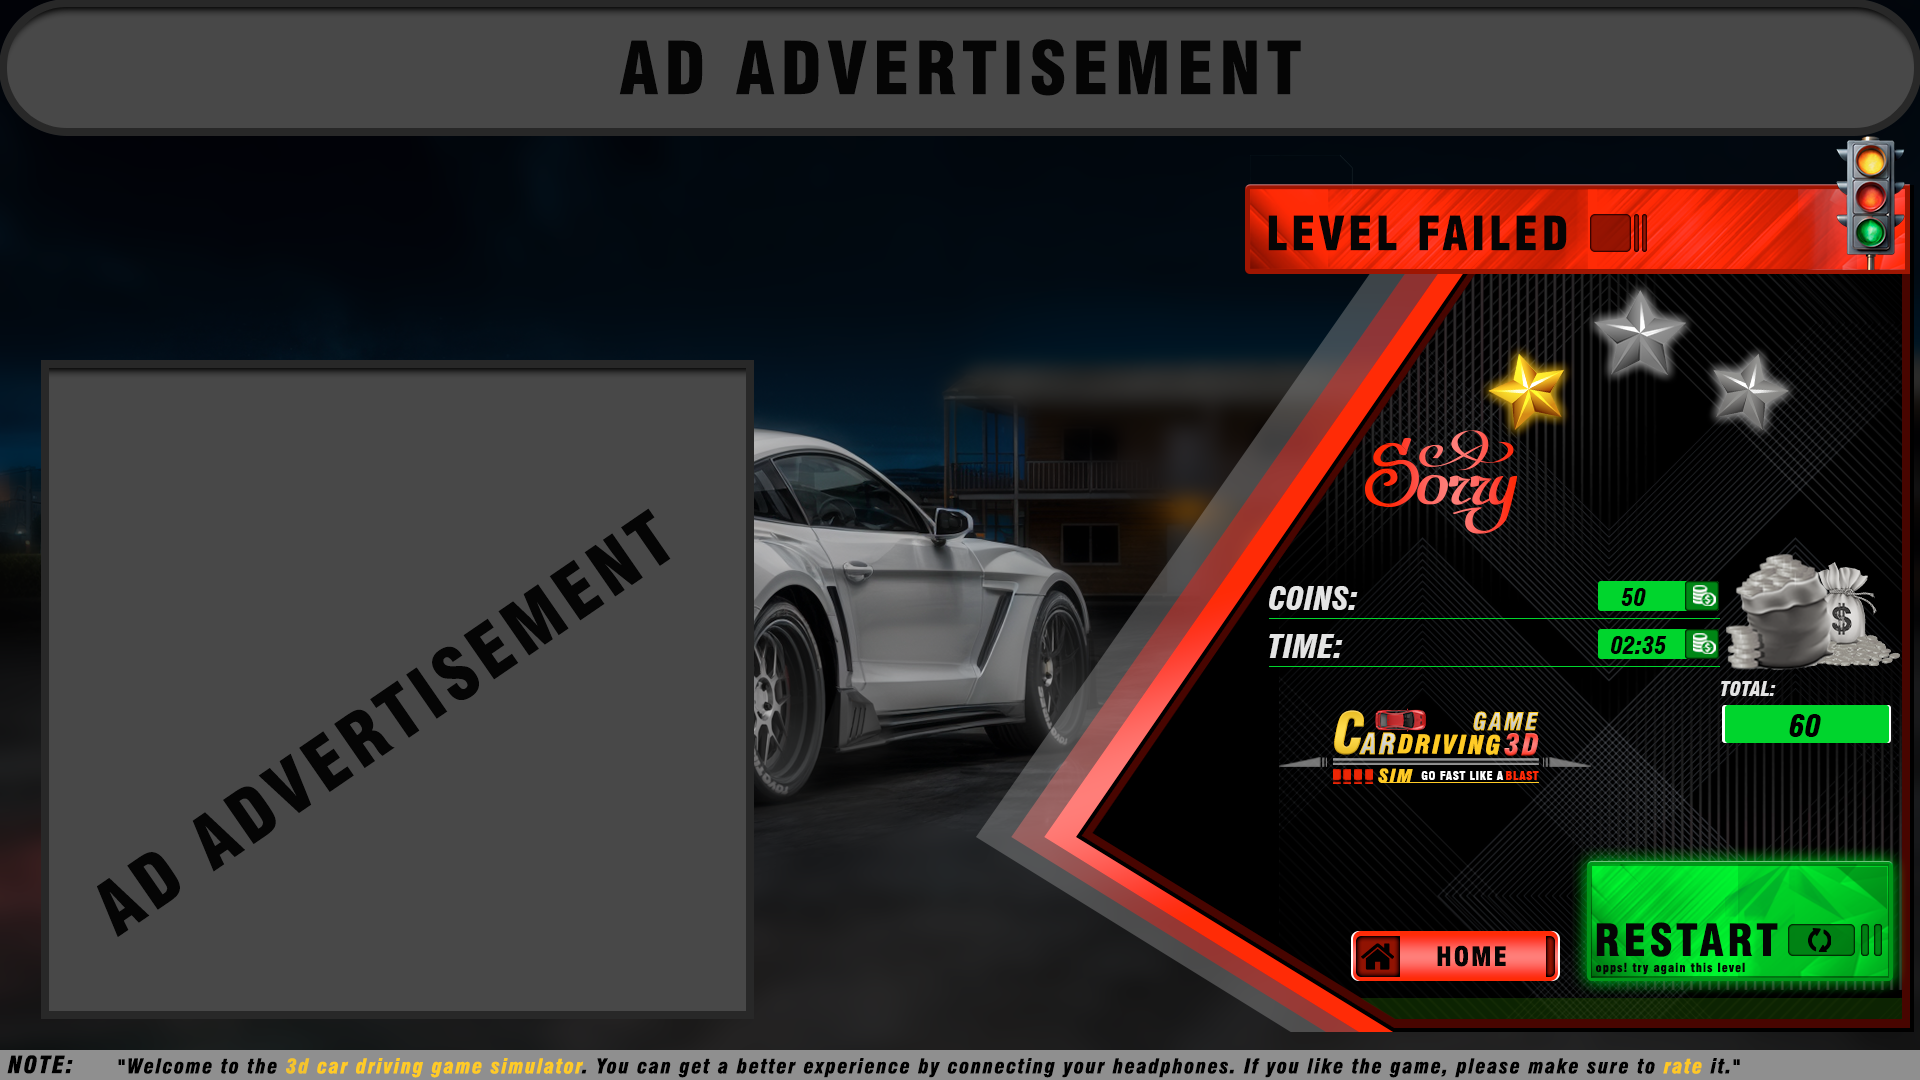 AD ADVERTISEMENT
LEVEL FAILED
AD ADVERTISEMENT
Sorry
COINS: 50
TIME: 02:35
$
TOTAL:
60
CAR DRIVING GAME 3D
SIM GO FAST LIKE A BLAST
HOME
RESTART
opps! try again this level
NOTE: "Welcome to the 3d car driving game simulator. You can get a better experience by connecting your headphones. If you like the game, please make sure to rate it."